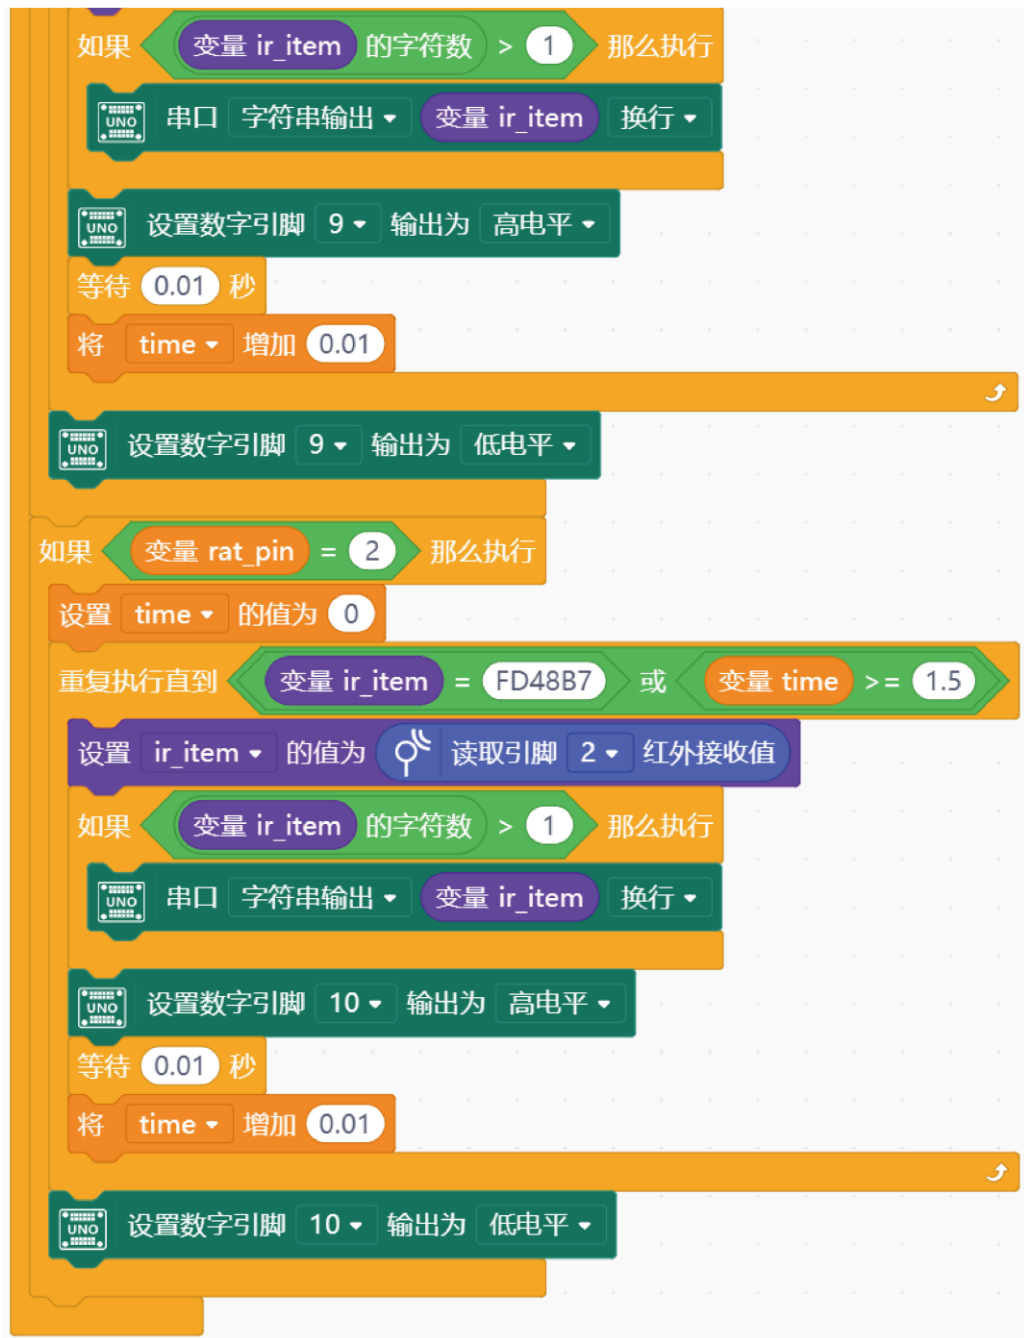 如果 变量 ir_item 的字符数 > 1 那么执行
UNO 串口 字符串输出 变量 ir_item 换行
UNO 设置数字引脚 9 输出为 高电平
等待 0.01 秒
将 time 增加 0.01
UNO 设置数字引脚 9 输出为 低电平
如果 变量 rat_pin = 2 那么执行
设置 time 的值为 0
重复执行直到 变量 ir_item = FD48B7 或 变量 time >= 1.5
设置 ir_item 的值为 读取引脚 2 红外接收值
如果 变量 ir_item 的字符数 > 1 那么执行
UNO 串口 字符串输出 变量 ir_item 换行
UNO 设置数字引脚 10 输出为 高电平
等待 0.01 秒
将 time 增加 0.01
UNO 设置数字引脚 10 输出为 低电平